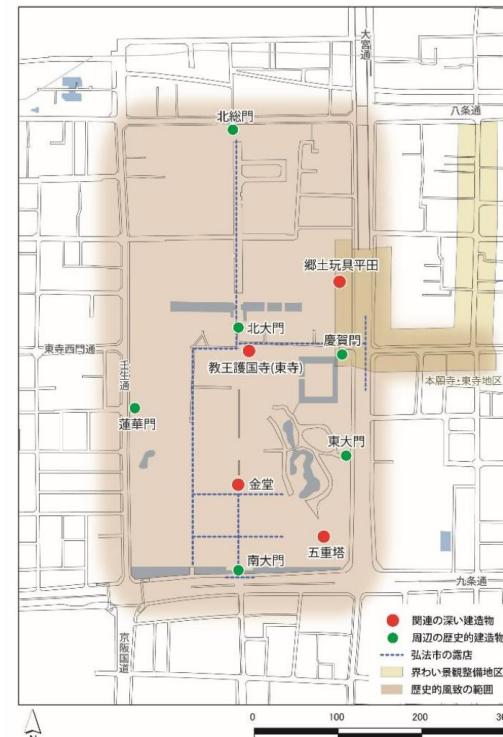 大宮通
八条通
北総門
郷土玩具平田
北大門
慶賀門
東寺西門通
教王護国寺(東寺)
壬生通
本願寺・東寺地区
蓮華門
東大門
金堂
五重塔
南大門
九条通
京阪国道
関連の深い建造物
周辺の歴史的建造物
弘法市の露店
界わい景観整備地区
歴史的風致の範囲
N
0 100 200 300